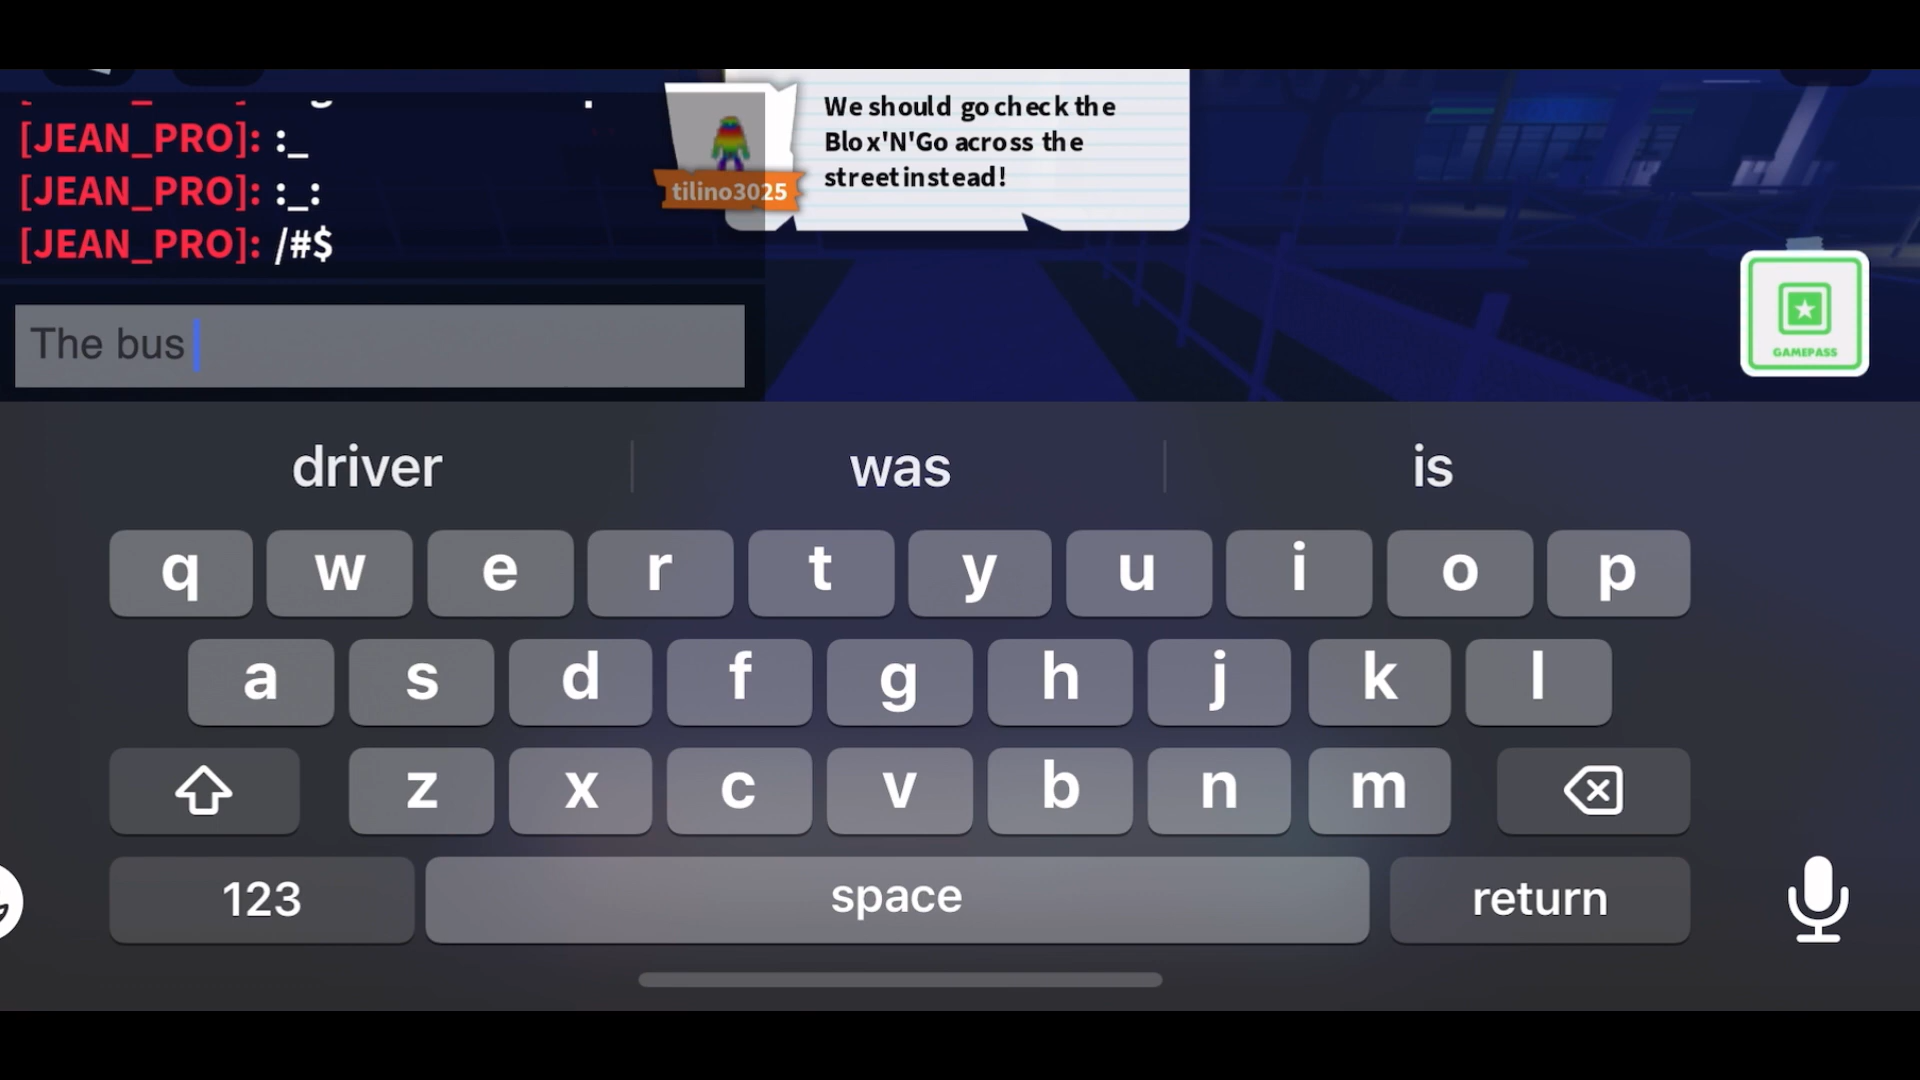 [JEAN_PRO]: :_
[JEAN_PRO]: :_:
[JEAN_PRO]: /#$
We should go check the
Blox'N'Go across the
street instead!
tilino3025
GAMEPASS
The bus
driver was is
q w e r t y u i o p
a s d f g h j k l
z x c v b n m
123 space return